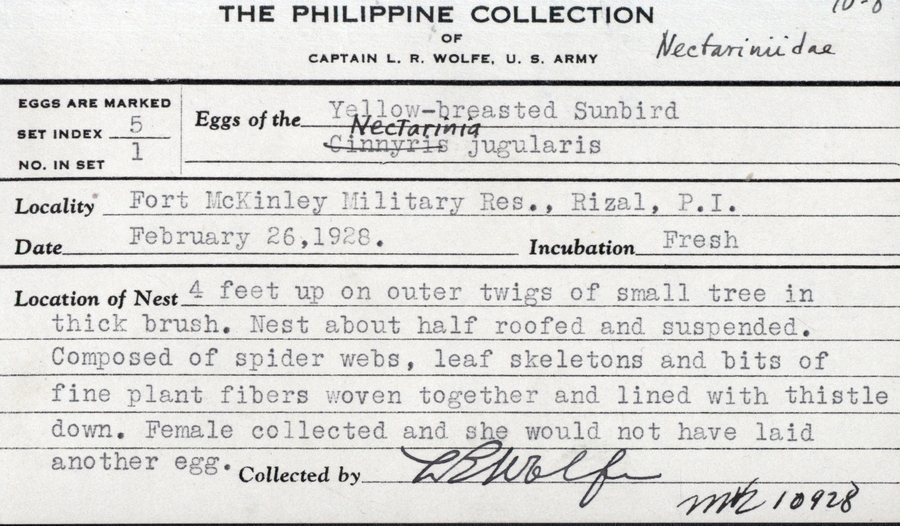 THE PHILIPPINE COLLECTION
OF
CAPTAIN L. R. WOLFE, U. S. ARMY
Nectariniidae
EGGS ARE MARKED
SET INDEX 5
NO. IN SET 1
Eggs of the Yellow-breasted Sunbird
Nectarinia
Cinnyris jugularis
Locality Fort McKinley Military Res., Rizal, P.I.
Date February 26,1928. Incubation Fresh
Location of Nest 4 feet up on outer twigs of small tree in
thick brush. Nest about half roofed and suspended.
Composed of spider webs, leaf skeletons and bits of
fine plant fibers woven together and lined with thistle
down. Female collected and she would not have laid
another egg. Collected by LRWolfe
10928